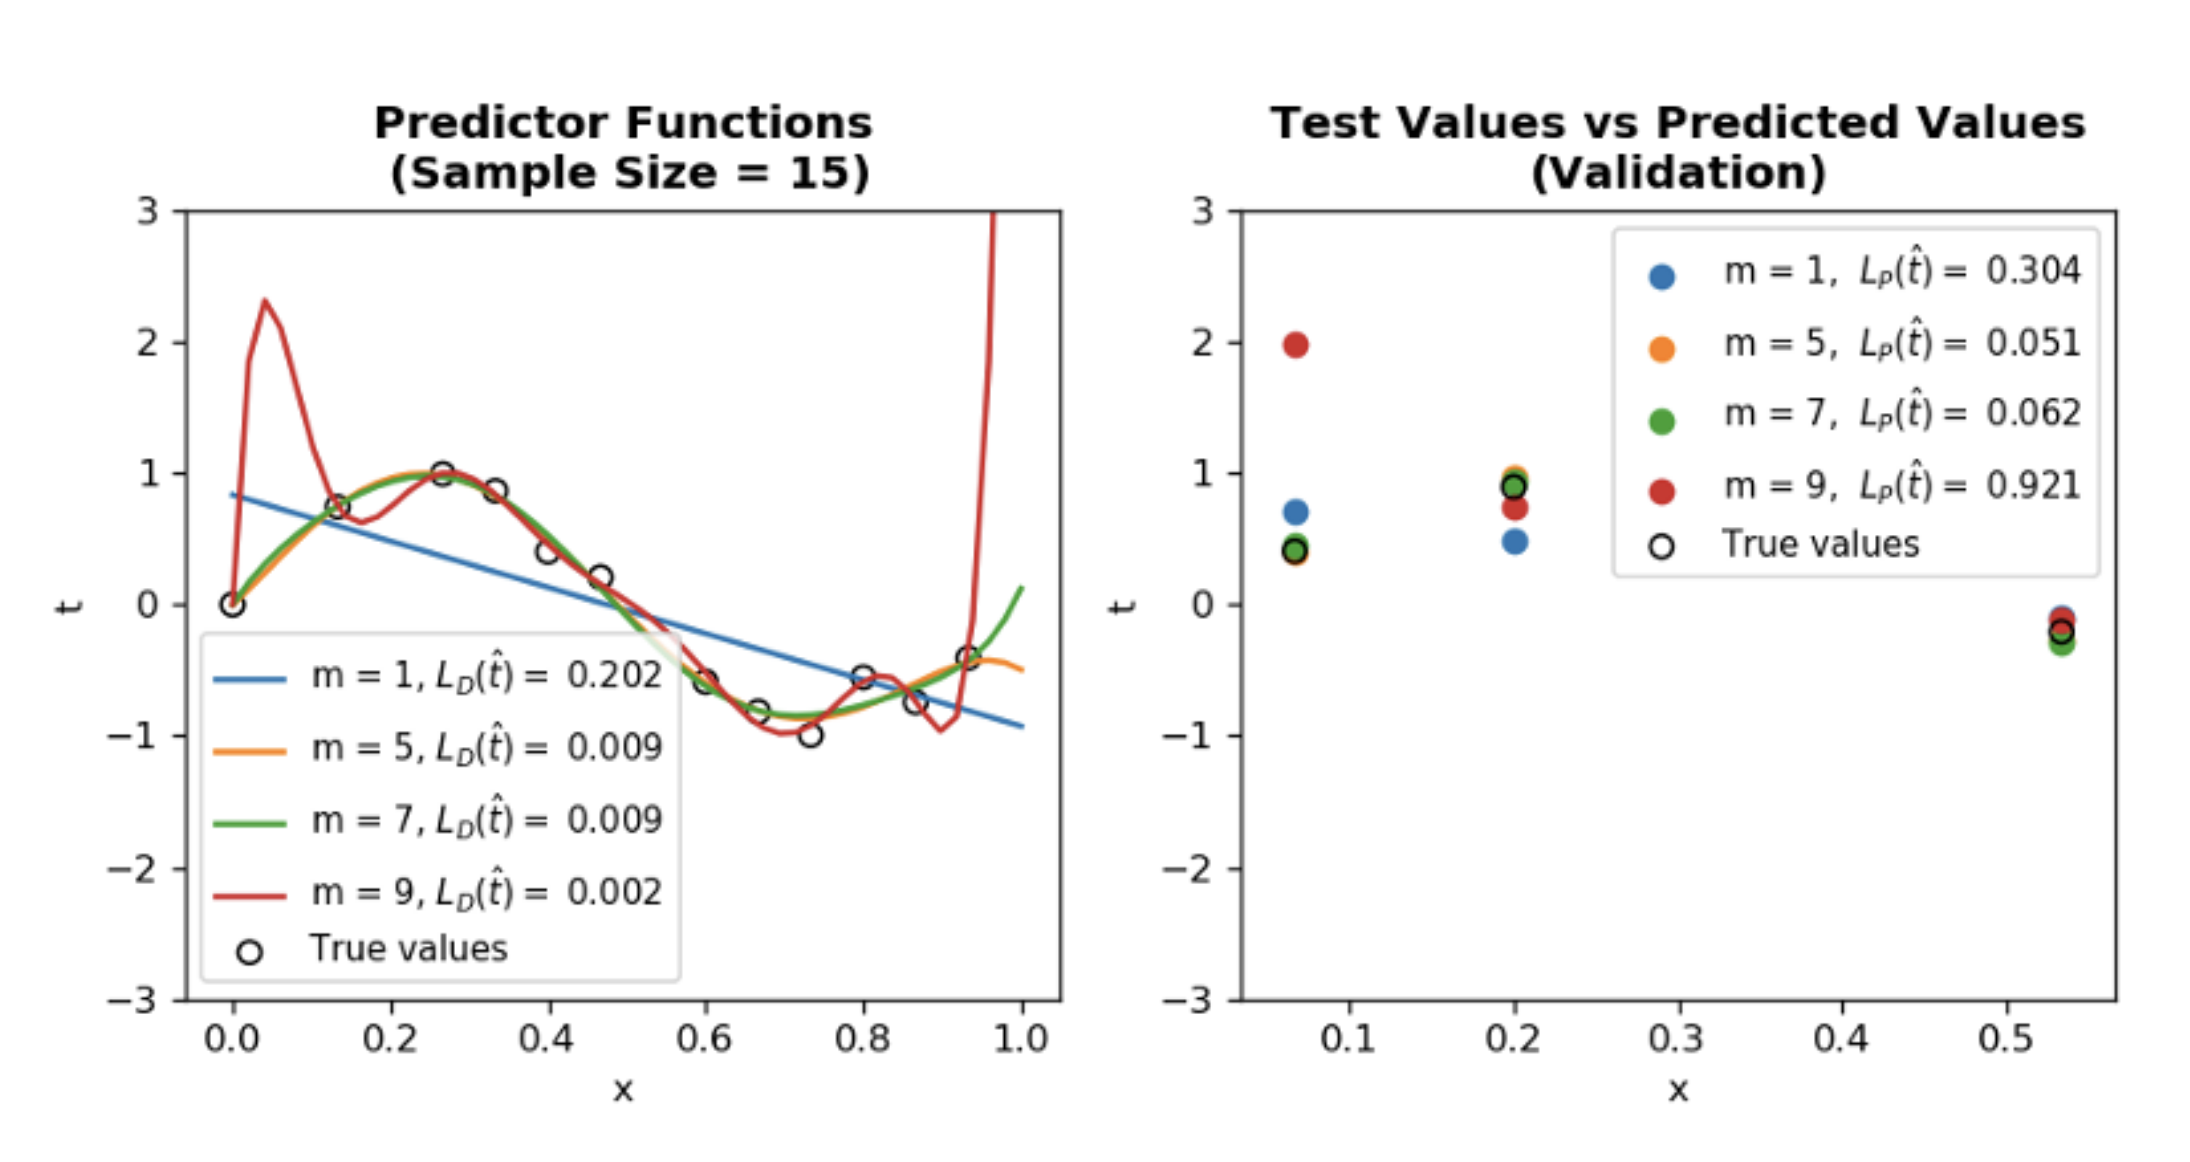 Predictor Functions
(Sample Size = 15)
3
2
1
0
−1
−2
−3
t
m = 1, L_D(t̂) = 0.202
m = 5, L_D(t̂) = 0.009
m = 7, L_D(t̂) = 0.009
m = 9, L_D(t̂) = 0.002
True values
0.0 0.2 0.4 0.6 0.8 1.0
x
Test Values vs Predicted Values
(Validation)
3
2
1
0
−1
−2
−3
t
m = 1, L_P(t̂) = 0.304
m = 5, L_P(t̂) = 0.051
m = 7, L_P(t̂) = 0.062
m = 9, L_P(t̂) = 0.921
True values
0.1 0.2 0.3 0.4 0.5
x